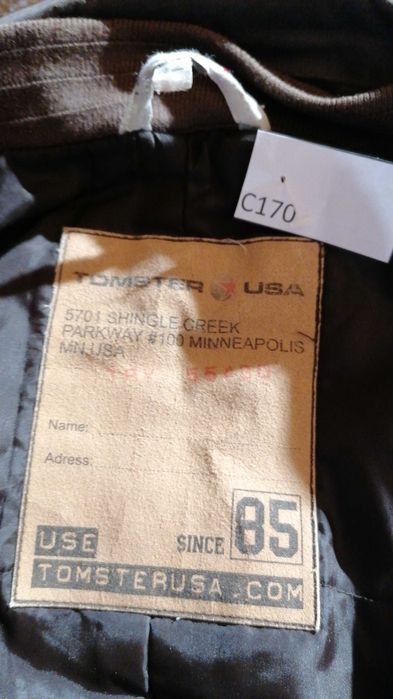 C170
TOMSTER USA
5701 SHINGLE CREEK
PARKWAY #100 MINNEAPOLIS
MN.USA
Name:
Adress:
SINCE 85
USE
TOMSTERUSA.COM